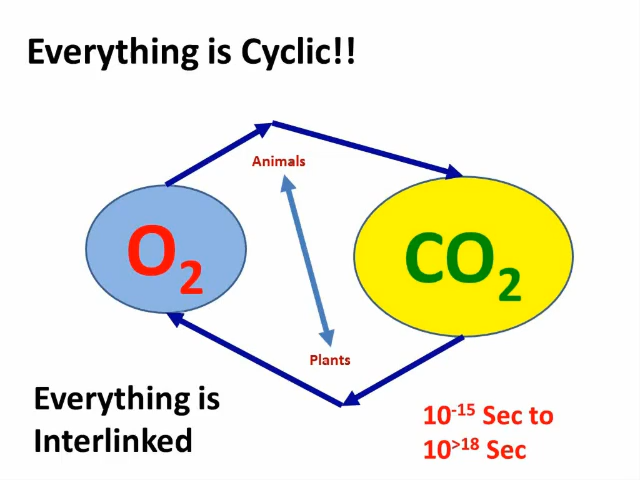 Everything is Cyclic!!
Animals
O₂
CO₂
Plants
Everything is
Interlinked
10⁻¹⁵ Sec to
10^>18 Sec